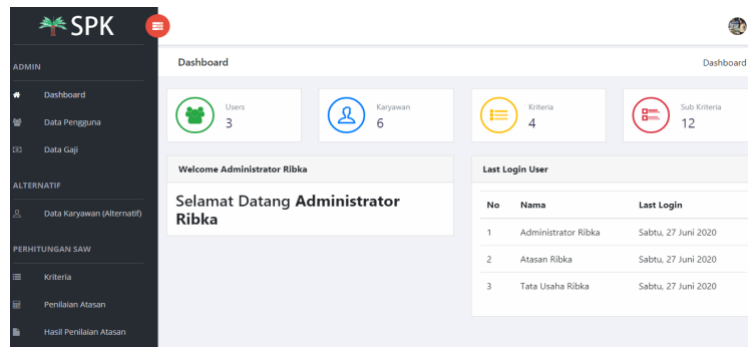 SPK
ADMIN
Dashboard
Data Pengguna
Data Gaji
ALTERNATIF
Data Karyawan (Alternatif)
PERHITUNGAN SAW
Kriteria
Penilaian Atasan
Hasil Penilaian Atasan
Dashboard
Dashboard
Users
3
Karyawan
6
Kriteria
4
Sub Kriteria
12
Welcome Administrator Ribka
Selamat Datang Administrator
Ribka
Last Login User
No Nama Last Login
1 Administrator Ribka Sabtu, 27 Juni 2020
2 Atasan Ribka Sabtu, 27 Juni 2020
3 Tata Usaha Ribka Sabtu, 27 Juni 2020